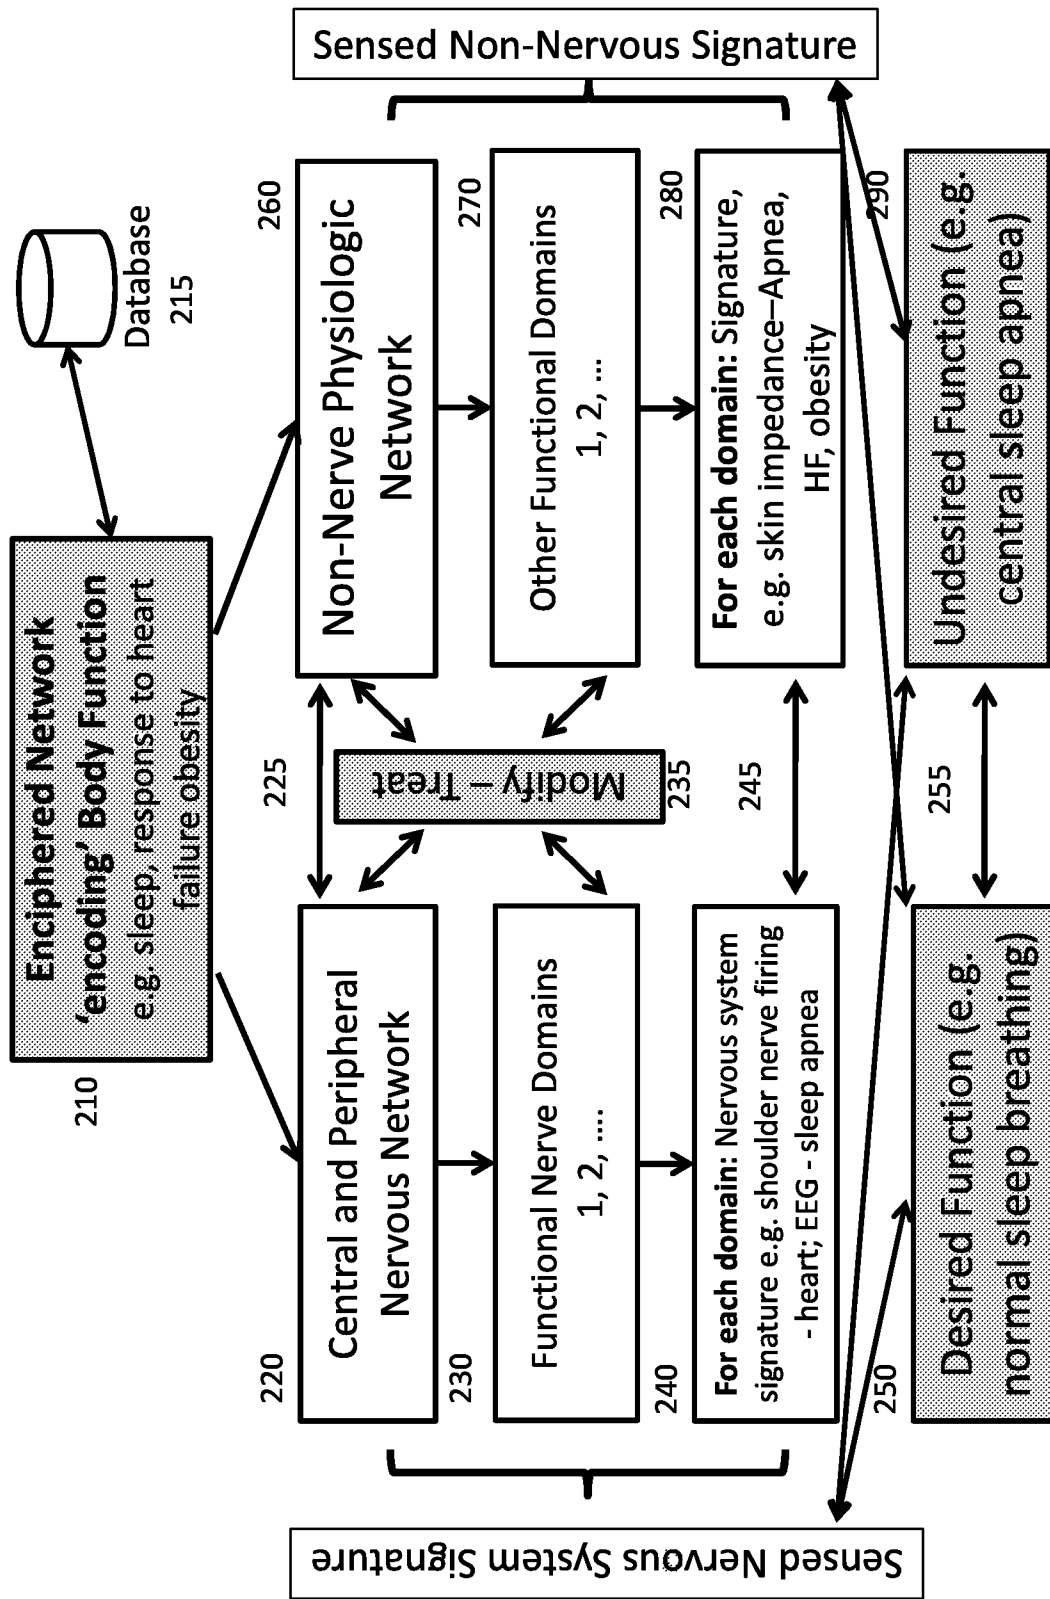 Enciphered Network
'encoding' Body Function
e.g. sleep, response to heart
failure obesity
210
Database
215
220
Central and Peripheral
Nervous Network
225
260
Non-Nerve Physiologic
Network
230
Functional Nerve Domains
1, 2, ....
Modify – Treat
235
270
Other Functional Domains
1, 2, ...
240
For each domain: Nervous system
signature e.g. shoulder nerve firing
- heart; EEG - sleep apnea
245
280
For each domain: Signature,
e.g. skin impedance–Apnea,
HF, obesity
Sensed Nervous System Signature
Sensed Non-Nervous Signature
250
Desired Function (e.g.
normal sleep breathing)
255
290
Undesired Function (e.g.
central sleep apnea)